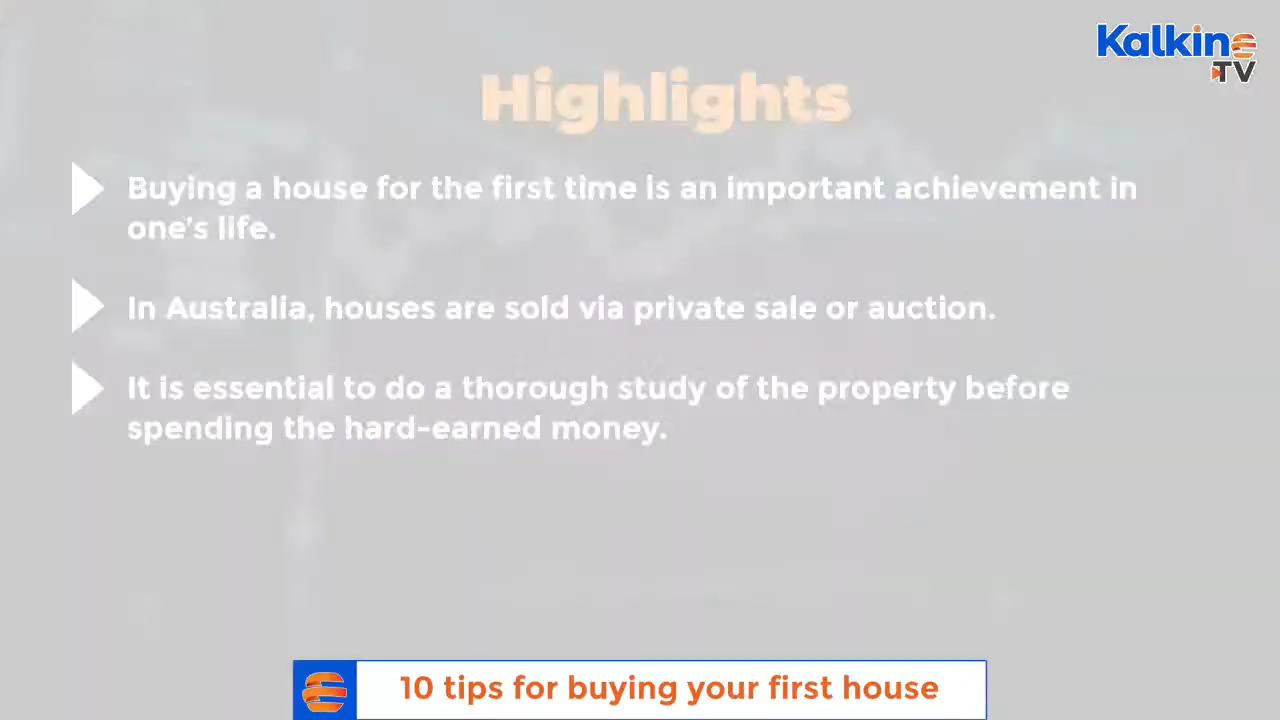 Kalkine
TV
Highlights
Buying a house for the first time is an important achievement in
one's life.
In Australia, houses are sold via private sale or auction.
It is essential to do a thorough study of the property before
spending the hard-earned money.
10 tips for buying your first house